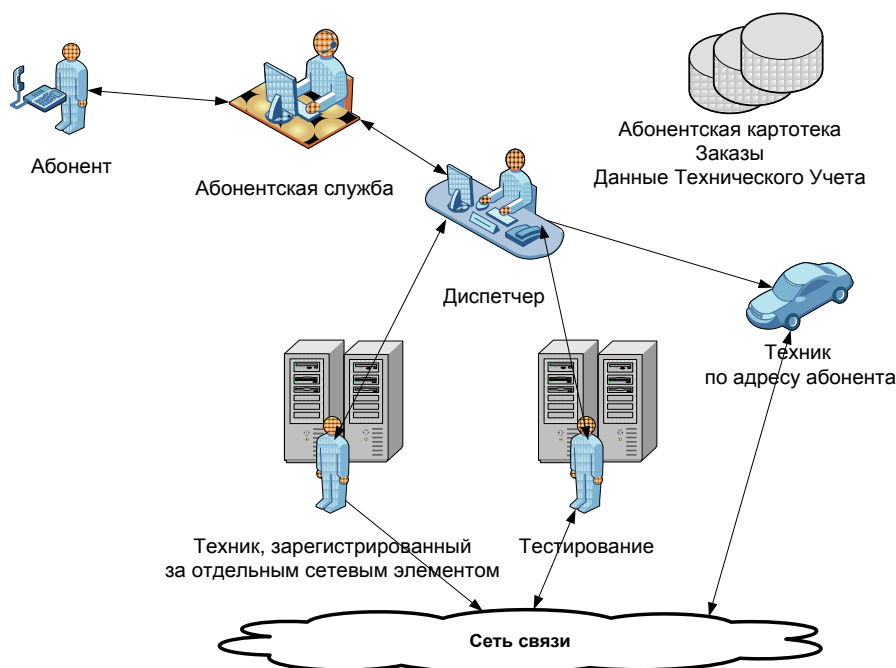 Абонент
Абонентская служба
Абонентская картотека
Заказы
Данные Технического Учета
Диспетчер
Техник
по адресу абонента
Техник, зарегистрированный
за отдельным сетевым элементом
Тестирование
Сеть связи